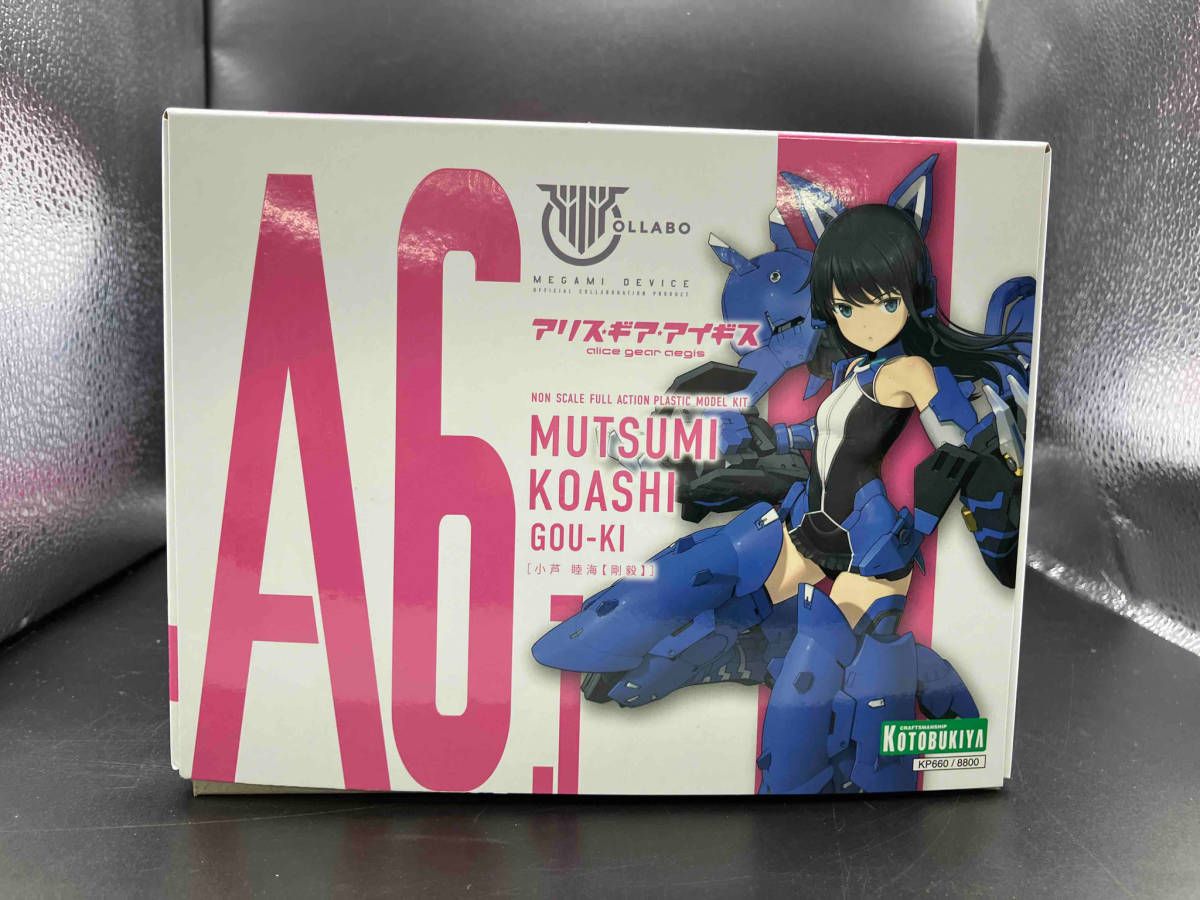 A6.1
OLLABO
MEGAMI DEVICE
OFFICIAL COLLABORATION PRODUCT
アリス・ギア・アイギス
alice gear aegis
NON SCALE FULL ACTION PLASTIC MODEL KIT
MUTSUMI
KOASHI
GOU-KI
[小芦 睦海【剛毅】]
CRAFTSMANSHIP
KOTOBUKIYA
KP660 / 8800